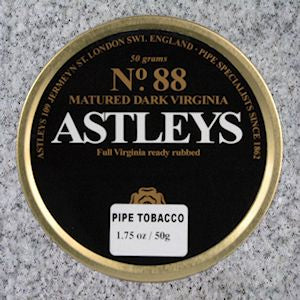 ASTLEYS 109 JERMEYN ST. LONDON SW1. ENGLAND - PIPE SPECIALISTS SINCE 1862
50 grams
No. 88
MATURED DARK VIRGINIA
ASTLEYS
Full Virginia ready rubbed
PIPE TOBACCO
1.75 oz / 50g